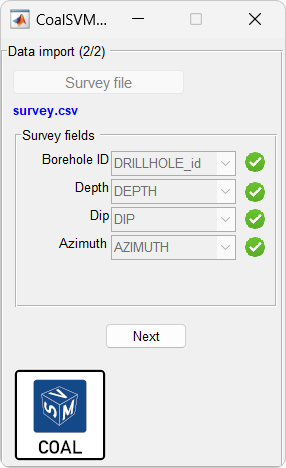 CoalSVM...
Data import (2/2)
Survey file
survey.csv
Survey fields
Borehole ID DRILLHOLE_id
Depth DEPTH
Dip DIP
Azimuth AZIMUTH
Next
SVM
COAL